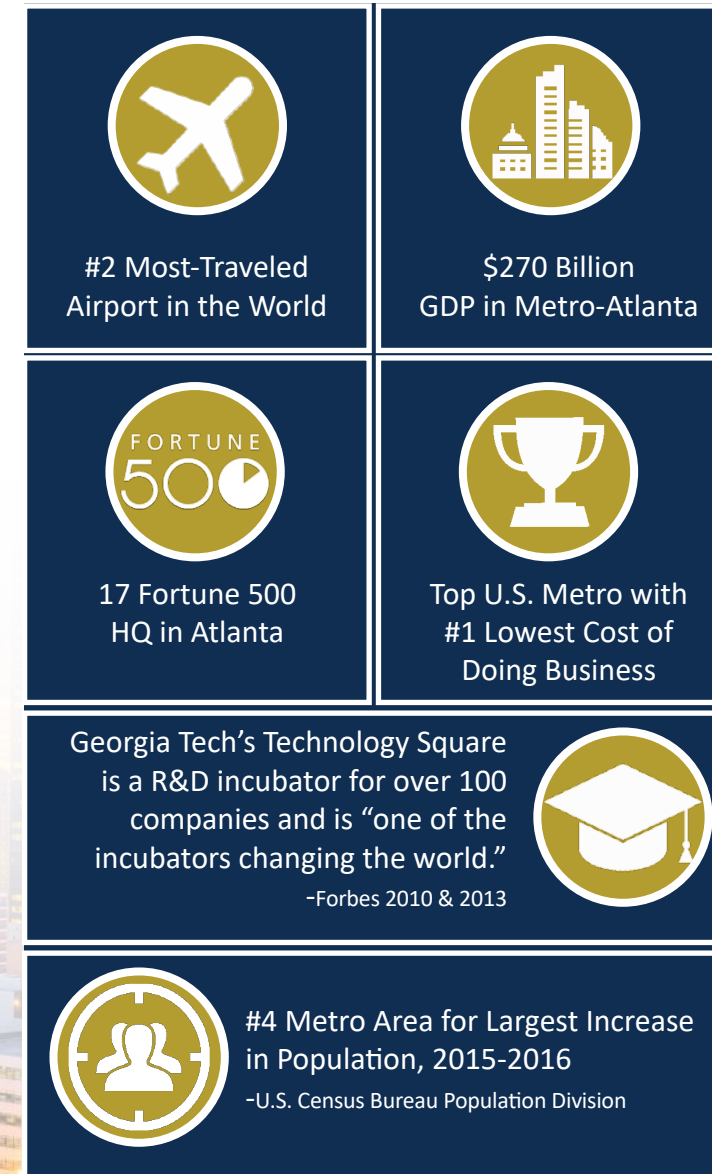 #2 Most-Traveled
Airport in the World
$270 Billion
GDP in Metro-Atlanta
FORTUNE
500
17 Fortune 500
HQ in Atlanta
Top U.S. Metro with
#1 Lowest Cost of
Doing Business
Georgia Tech’s Technology Square
is a R&D incubator for over 100
companies and is “one of the
incubators changing the world.”
-Forbes 2010 & 2013
#4 Metro Area for Largest Increase
in Population, 2015-2016
-U.S. Census Bureau Population Division